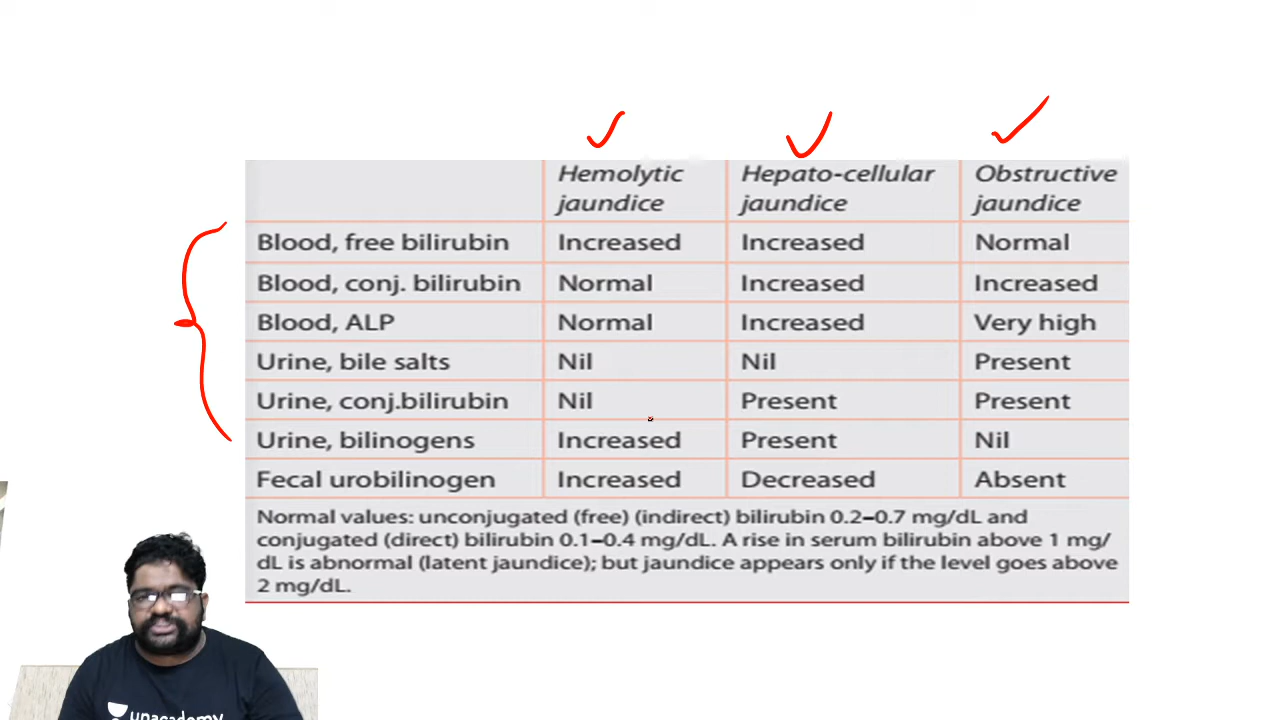 Hemolytic jaundice Hepato-cellular jaundice Obstructive jaundice
Blood, free bilirubin Increased Increased Normal
Blood, conj. bilirubin Normal Increased Increased
Blood, ALP Normal Increased Very high
Urine, bile salts Nil Nil Present
Urine, conj.bilirubin Nil Present Present
Urine, bilinogens Increased Present Nil
Fecal urobilinogen Increased Decreased Absent
Normal values: unconjugated (free) (indirect) bilirubin 0.2–0.7 mg/dL and
conjugated (direct) bilirubin 0.1–0.4 mg/dL. A rise in serum bilirubin above 1 mg/
dL is abnormal (latent jaundice); but jaundice appears only if the level goes above
2 mg/dL.
unacademy